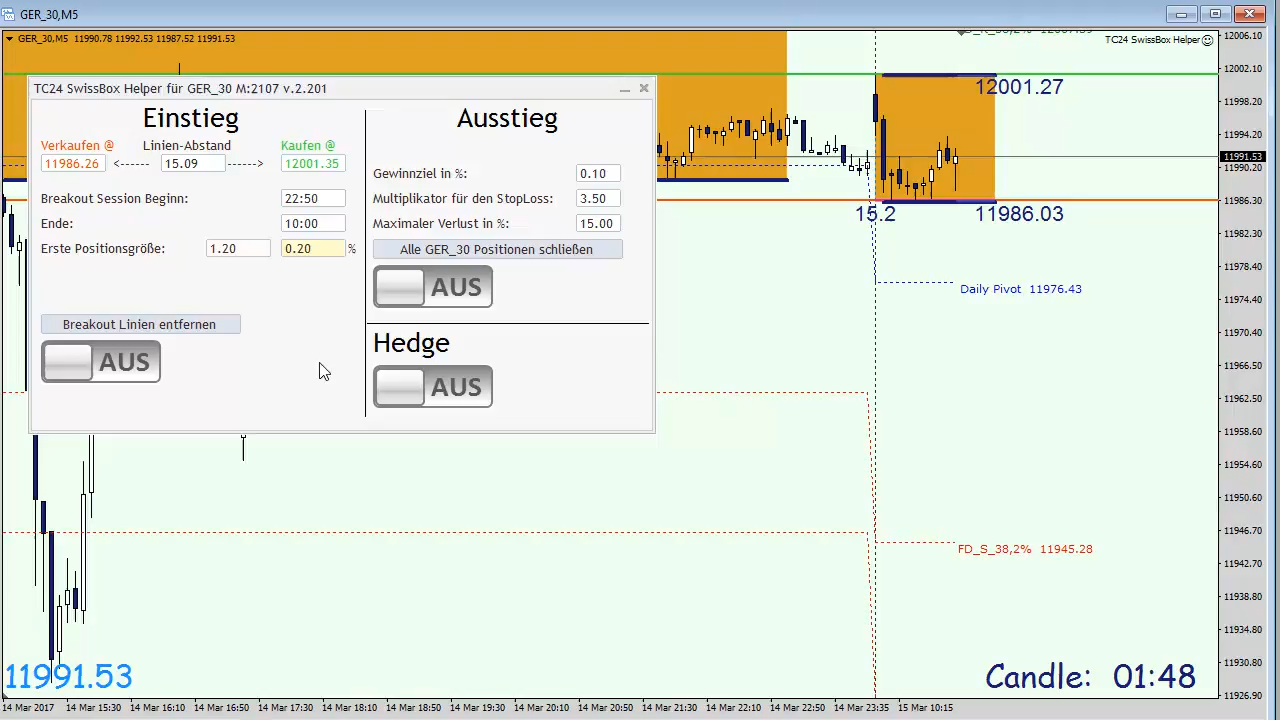 GER_30,M5
GER_30,M5 11990.78 11992.53 11987.52 11991.53
TC24 SwissBox Helper
12006.10
12002.10
11998.20
11994.20
11991.53
11990.20
11986.30
11982.30
11978.40
11974.40
11970.40
11966.50
11962.50
11958.60
11954.60
11950.60
11946.70
11942.70
11938.80
11934.80
11930.80
11926.90
TC24 SwissBox Helper für GER_30 M:2107 v.2.201
Einstieg
Verkaufen @ Linien-Abstand Kaufen @
11986.26 <----- 15.09 -----> 12001.35
Breakout Session Beginn: 22:50
Ende: 10:00
Erste Positionsgröße: 1.20 0.20 %
Breakout Linien entfernen
AUS
Ausstieg
Gewinnziel in %: 0.10
Multiplikator für den StopLoss: 3.50
Maximaler Verlust in %: 15.00
Alle GER_30 Positionen schließen
AUS
Hedge
AUS
12001.27
15.2 11986.03
Daily Pivot 11976.43
FD_S_38,2% 11945.28
11991.53
Candle: 01:48
14 Mar 2017 14 Mar 15:30 14 Mar 16:10 14 Mar 16:50 14 Mar 17:30 14 Mar 18:10 14 Mar 18:50 14 Mar 19:30 14 Mar 20:10 14 Mar 20:50 14 Mar 21:30 14 Mar 22:10 14 Mar 22:50 14 Mar 23:35 15 Mar 10:15